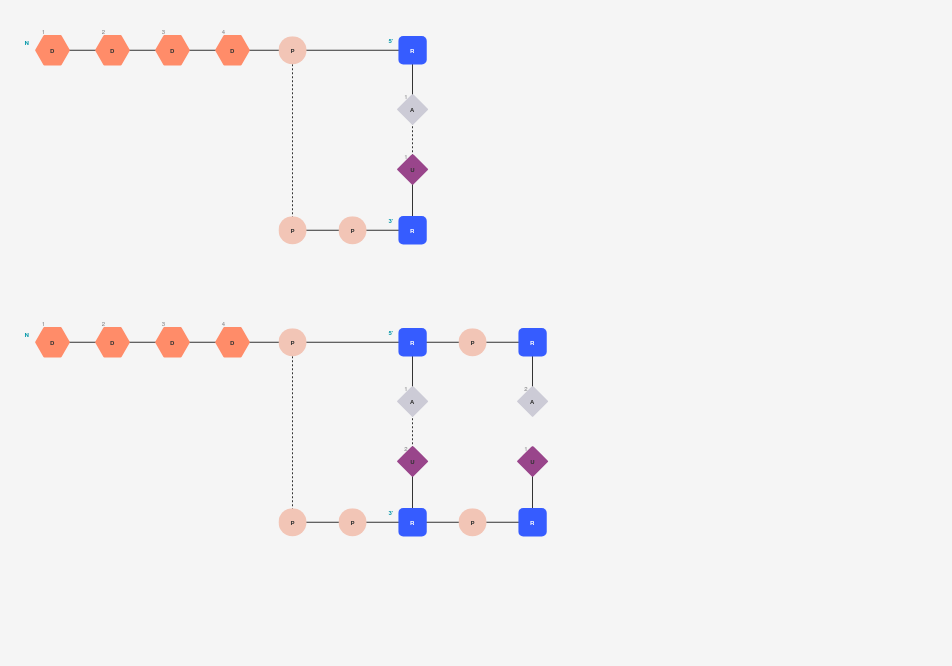 1 2 3 4
N D D D D P 5' R
1
A
1
U
P P 3' R
1 2 3 4
N D D D D P 5' R P R
1 2
A A
2 1
U U
P P 3' R P R